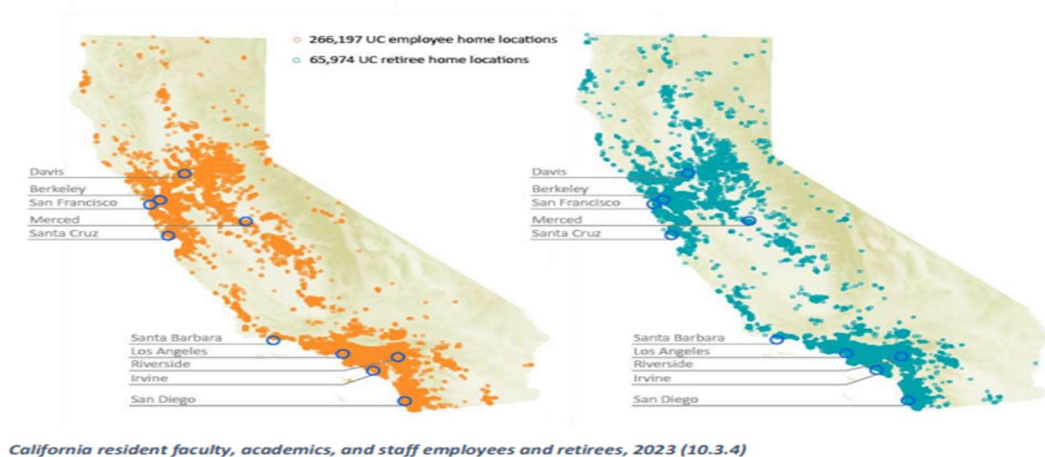 266,197 UC employee home locations
65,974 UC retiree home locations
Davis
Berkeley
San Francisco
Merced
Santa Cruz
Santa Barbara
Los Angeles
Riverside
Irvine
San Diego
Davis
Berkeley
San Francisco
Merced
Santa Cruz
Santa Barbara
Los Angeles
Riverside
Irvine
San Diego
California resident faculty, academics, and staff employees and retirees, 2023 (10.3.4)